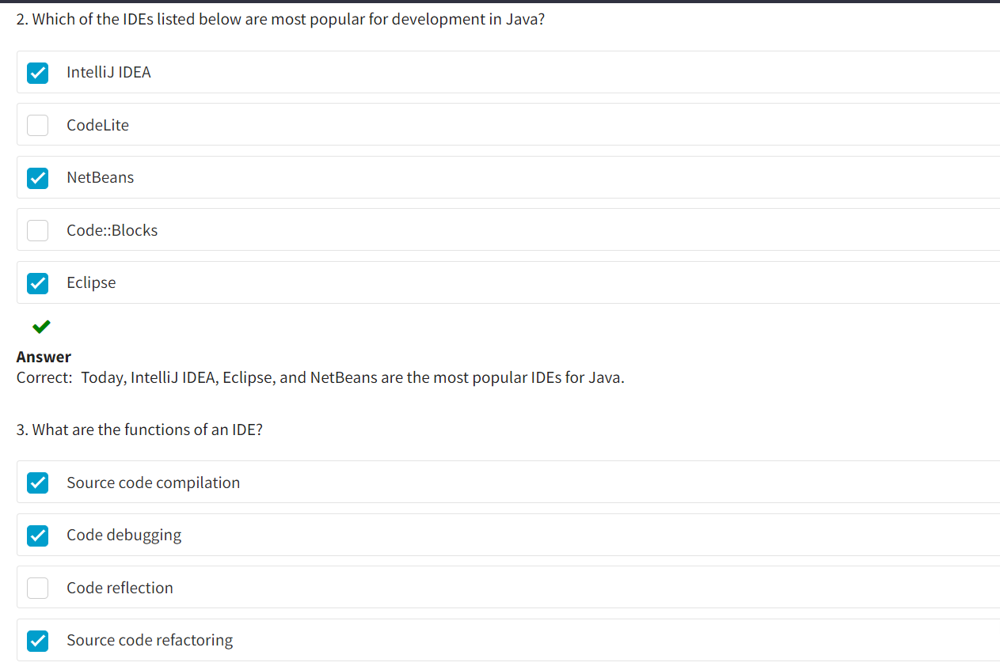 2. Which of the IDEs listed below are most popular for development in Java?
IntelliJ IDEA
CodeLite
NetBeans
Code::Blocks
Eclipse
Answer
Correct: Today, IntelliJ IDEA, Eclipse, and NetBeans are the most popular IDEs for Java.
3. What are the functions of an IDE?
Source code compilation
Code debugging
Code reflection
Source code refactoring